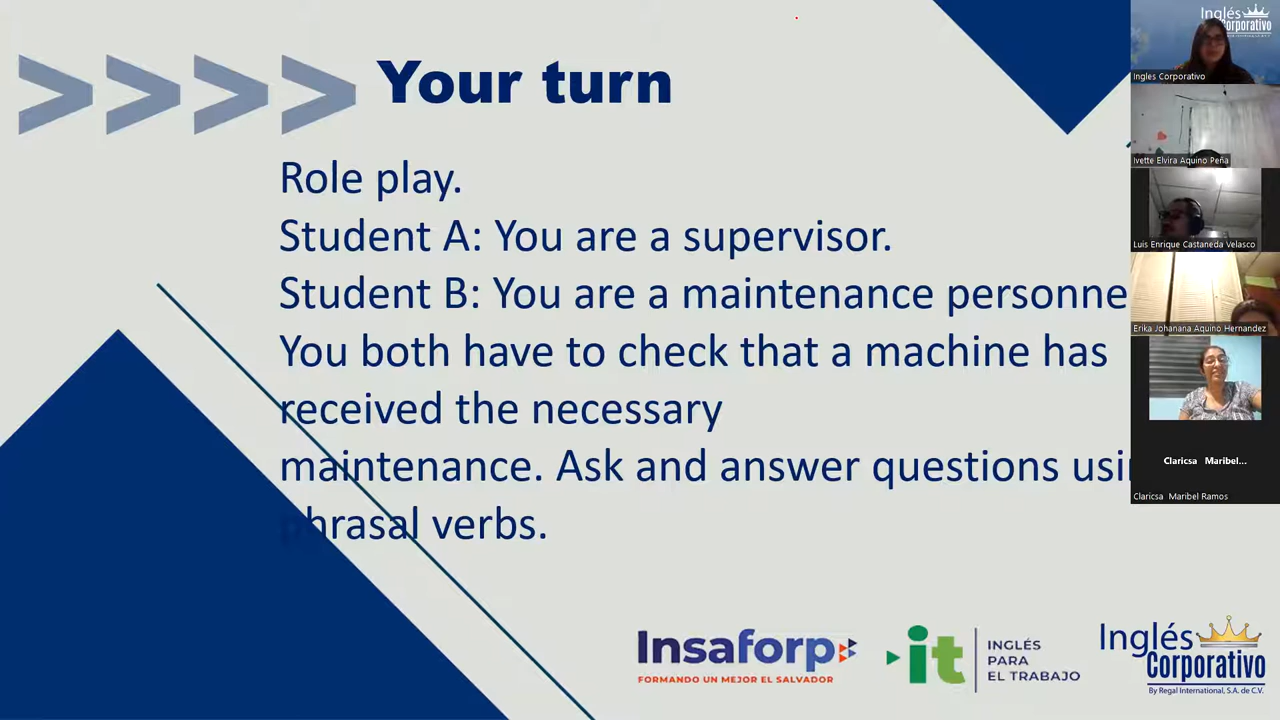 >>>> Your turn
Role play.
Student A: You are a supervisor.
Student B: You are a maintenance personne
You both have to check that a machine has
received the necessary
maintenance. Ask and answer questions usi
phrasal verbs.
Insaforp
FORMANDO UN MEJOR EL SALVADOR
it
INGLÉS
PARA
EL TRABAJO
Inglés
Corporativo
By Regal International, S.A. de C.V.
Inglés
Corporativo
Ingles Corporativo
Ivette Elvira Aquino Peña
Luis Enrique Castaneda Velasco
Erika Johanana Aquino Hernandez
Claricsa Maribel...
Claricsa Maribel Ramos